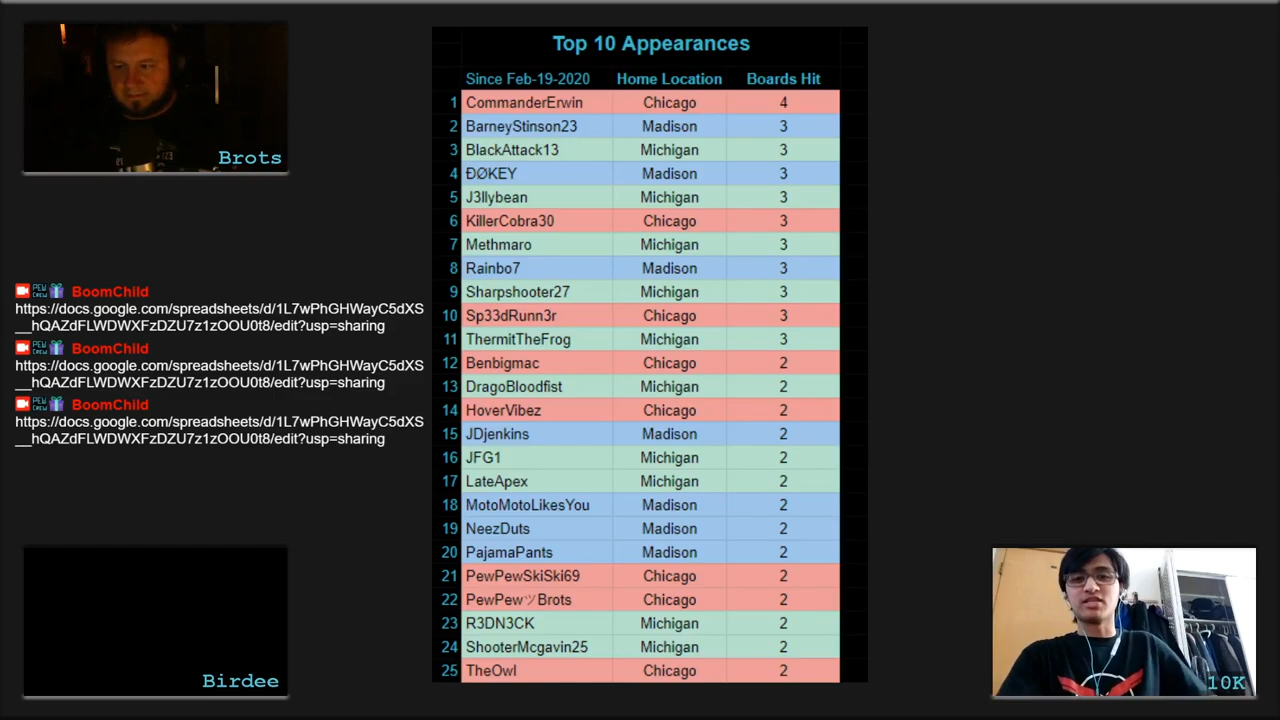 Brots
PEW CREW BoomChild
https://docs.google.com/spreadsheets/d/1L7wPhGHWayC5dXS
__hQAZdFLWDWXFzDZU7z1zOOU0t8/edit?usp=sharing
PEW CREW BoomChild
https://docs.google.com/spreadsheets/d/1L7wPhGHWayC5dXS
__hQAZdFLWDWXFzDZU7z1zOOU0t8/edit?usp=sharing
PEW CREW BoomChild
https://docs.google.com/spreadsheets/d/1L7wPhGHWayC5dXS
__hQAZdFLWDWXFzDZU7z1zOOU0t8/edit?usp=sharing
Birdee
Top 10 Appearances
Since Feb-19-2020 Home Location Boards Hit
1 CommanderErwin Chicago 4
2 BarneyStinson23 Madison 3
3 BlackAttack13 Michigan 3
4 ÐØKEY Madison 3
5 J3llybean Michigan 3
6 KillerCobra30 Chicago 3
7 Methmaro Michigan 3
8 Rainbo7 Madison 3
9 Sharpshooter27 Michigan 3
10 Sp33dRunn3r Chicago 3
11 ThermitTheFrog Michigan 3
12 Benbigmac Chicago 2
13 DragoBloodfist Michigan 2
14 HoverVibez Chicago 2
15 JDjenkins Madison 2
16 JFG1 Michigan 2
17 LateApex Michigan 2
18 MotoMotoLikesYou Madison 2
19 NeezDuts Madison 2
20 PajamaPants Madison 2
21 PewPewSkiSki69 Chicago 2
22 PewPewツBrots Chicago 2
23 R3DN3CK Michigan 2
24 ShooterMcgavin25 Michigan 2
25 TheOwl Chicago 2
10K